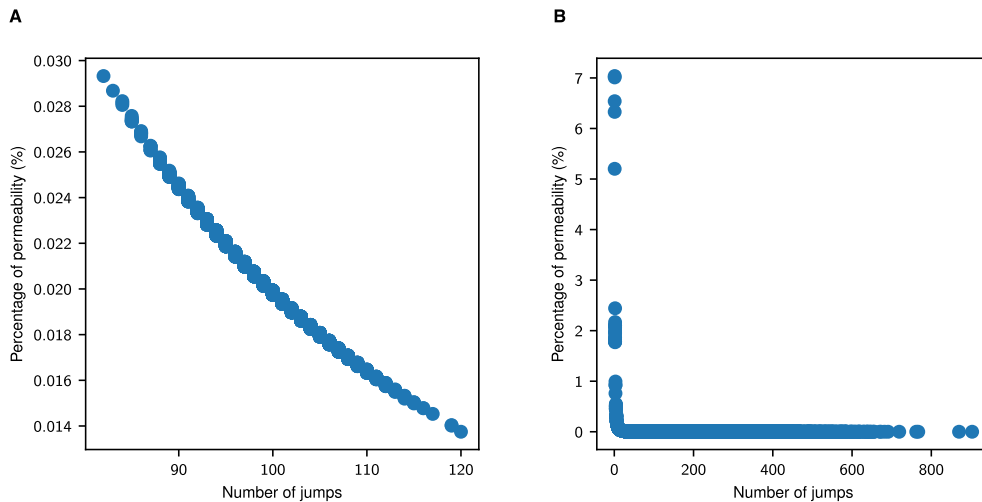 A
0.030
0.028
0.026
0.024
0.022
0.020
0.018
0.016
0.014
Percentage of permeability (%)
90 100 110 120
Number of jumps
B
7
6
5
4
3
2
1
0
Percentage of permeability (%)
0 200 400 600 800
Number of jumps